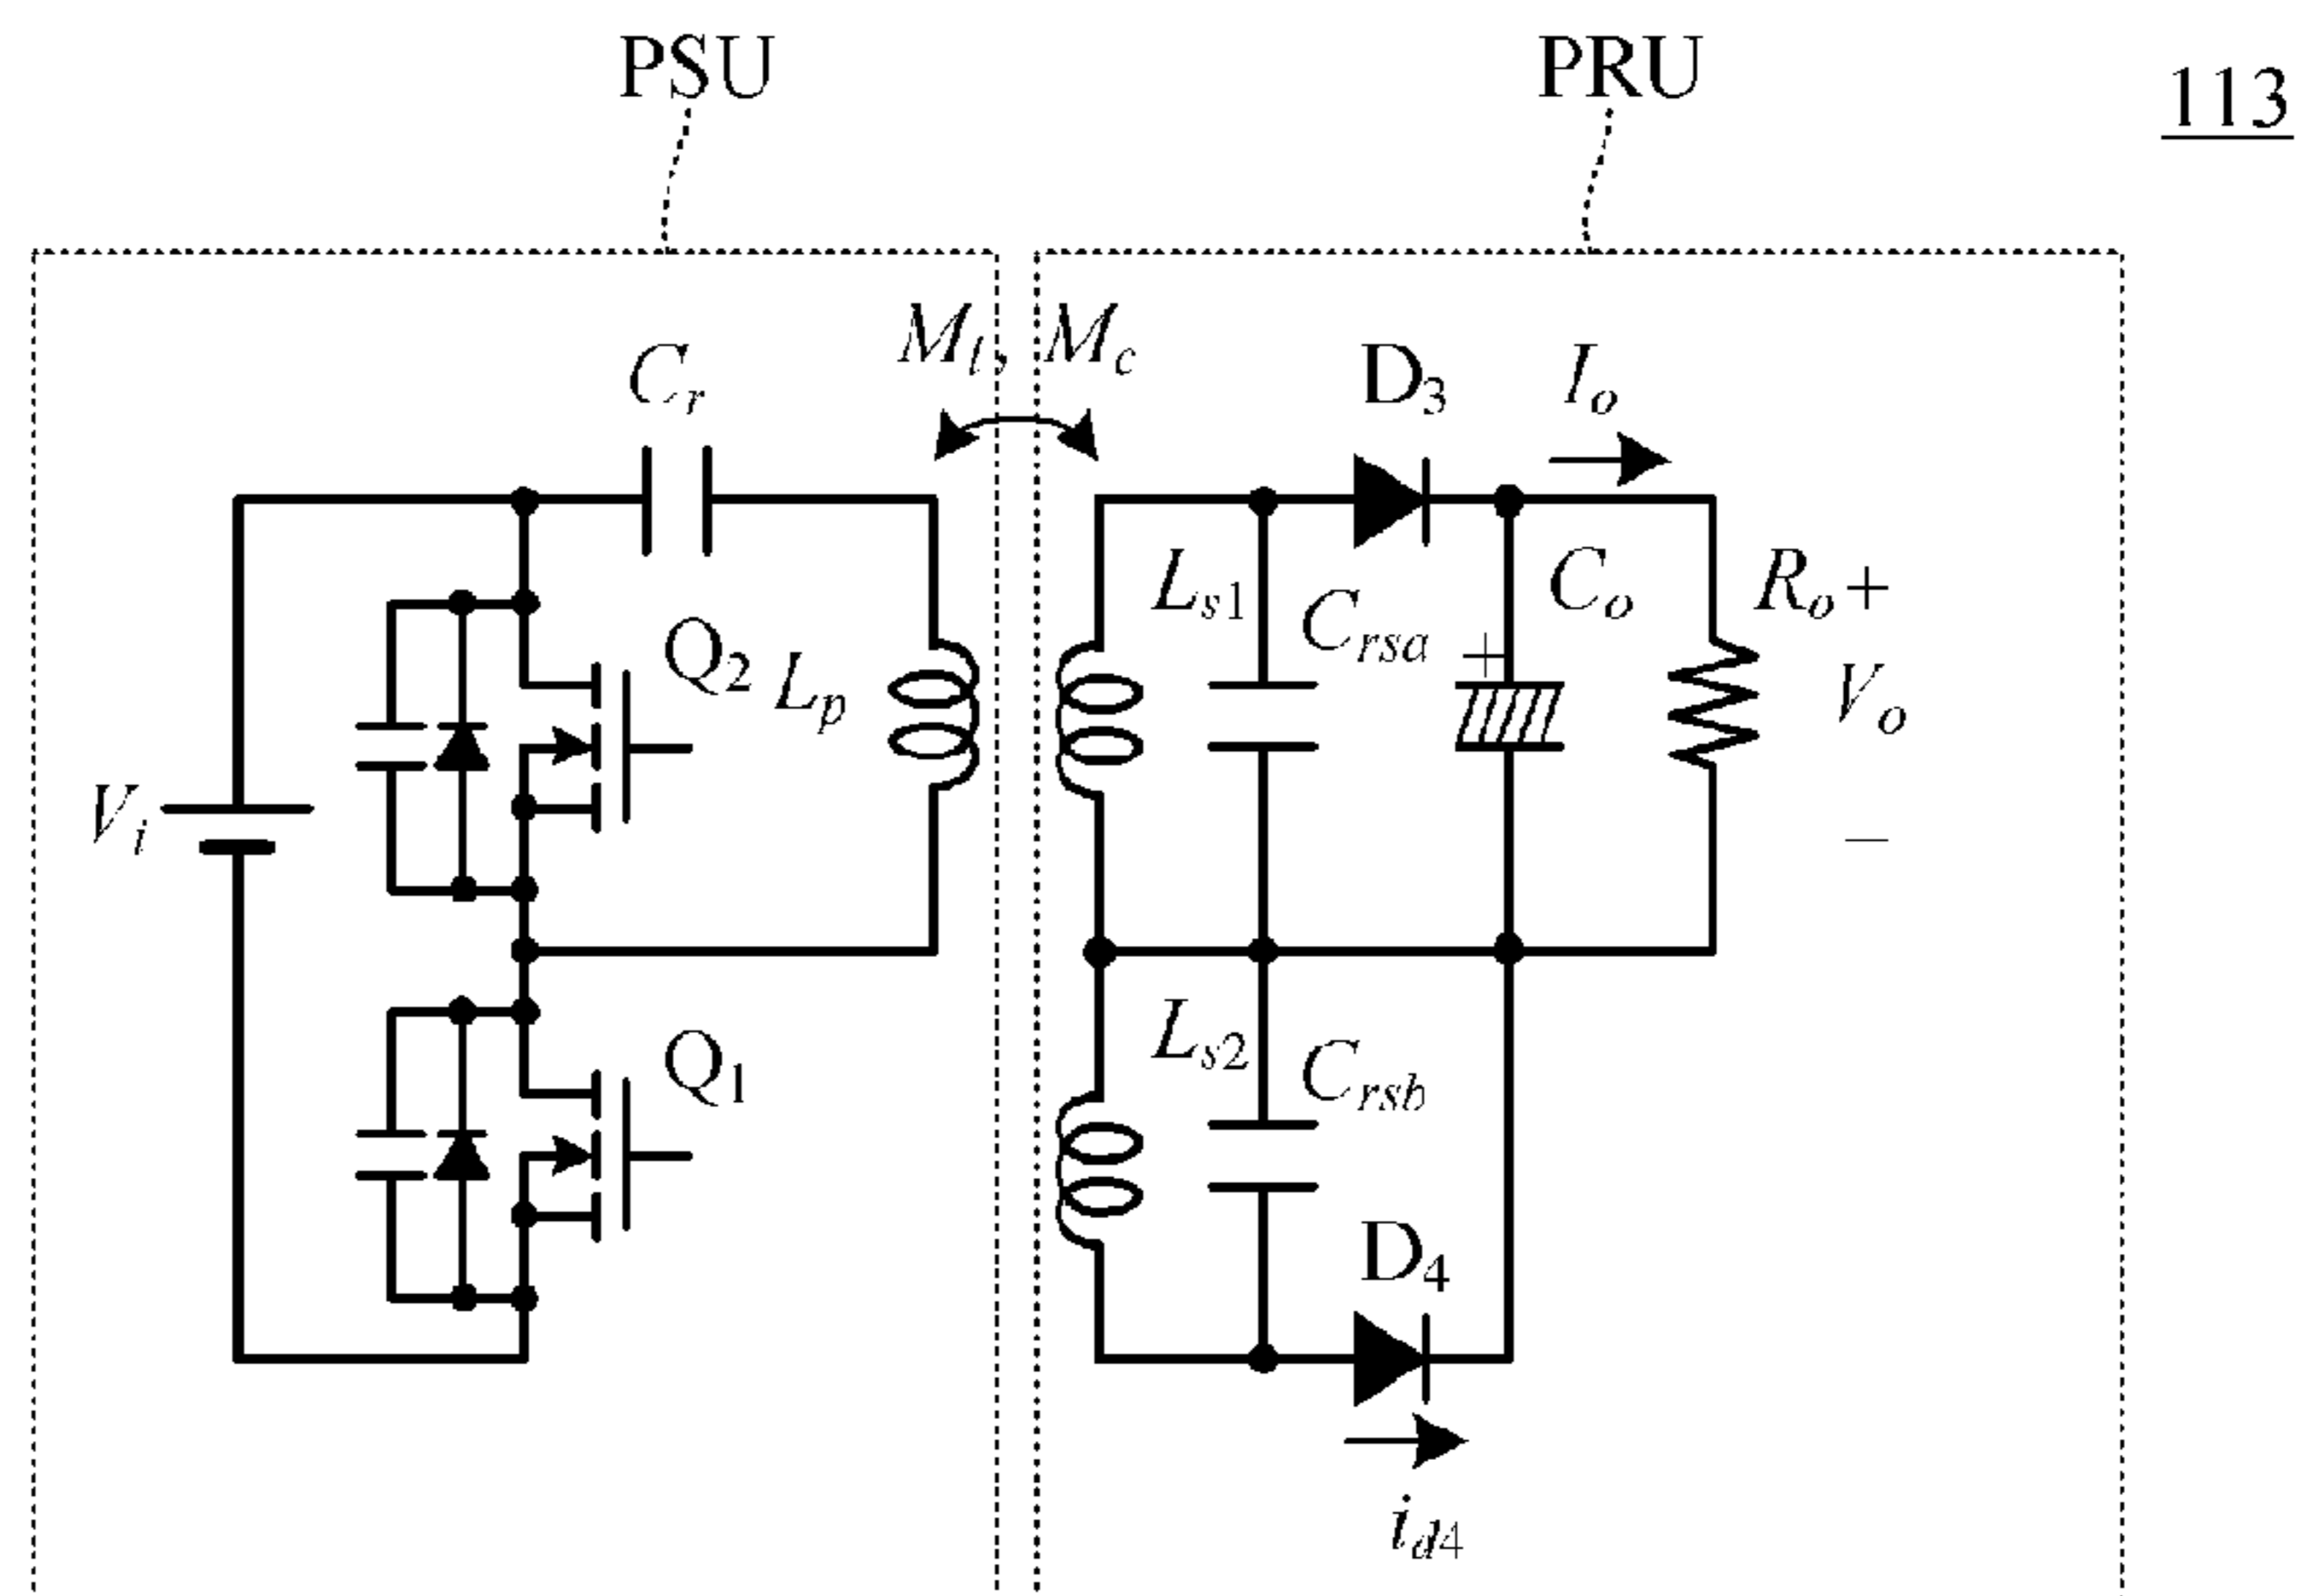 PSU
PRU
113
Ml, Mc
Cr
D3
Io
Ls1
Crsa
+
Co
Ro
+
Q2
Lp
Vo
Vi
−
Ls2
Crsb
Q1
D4
id4